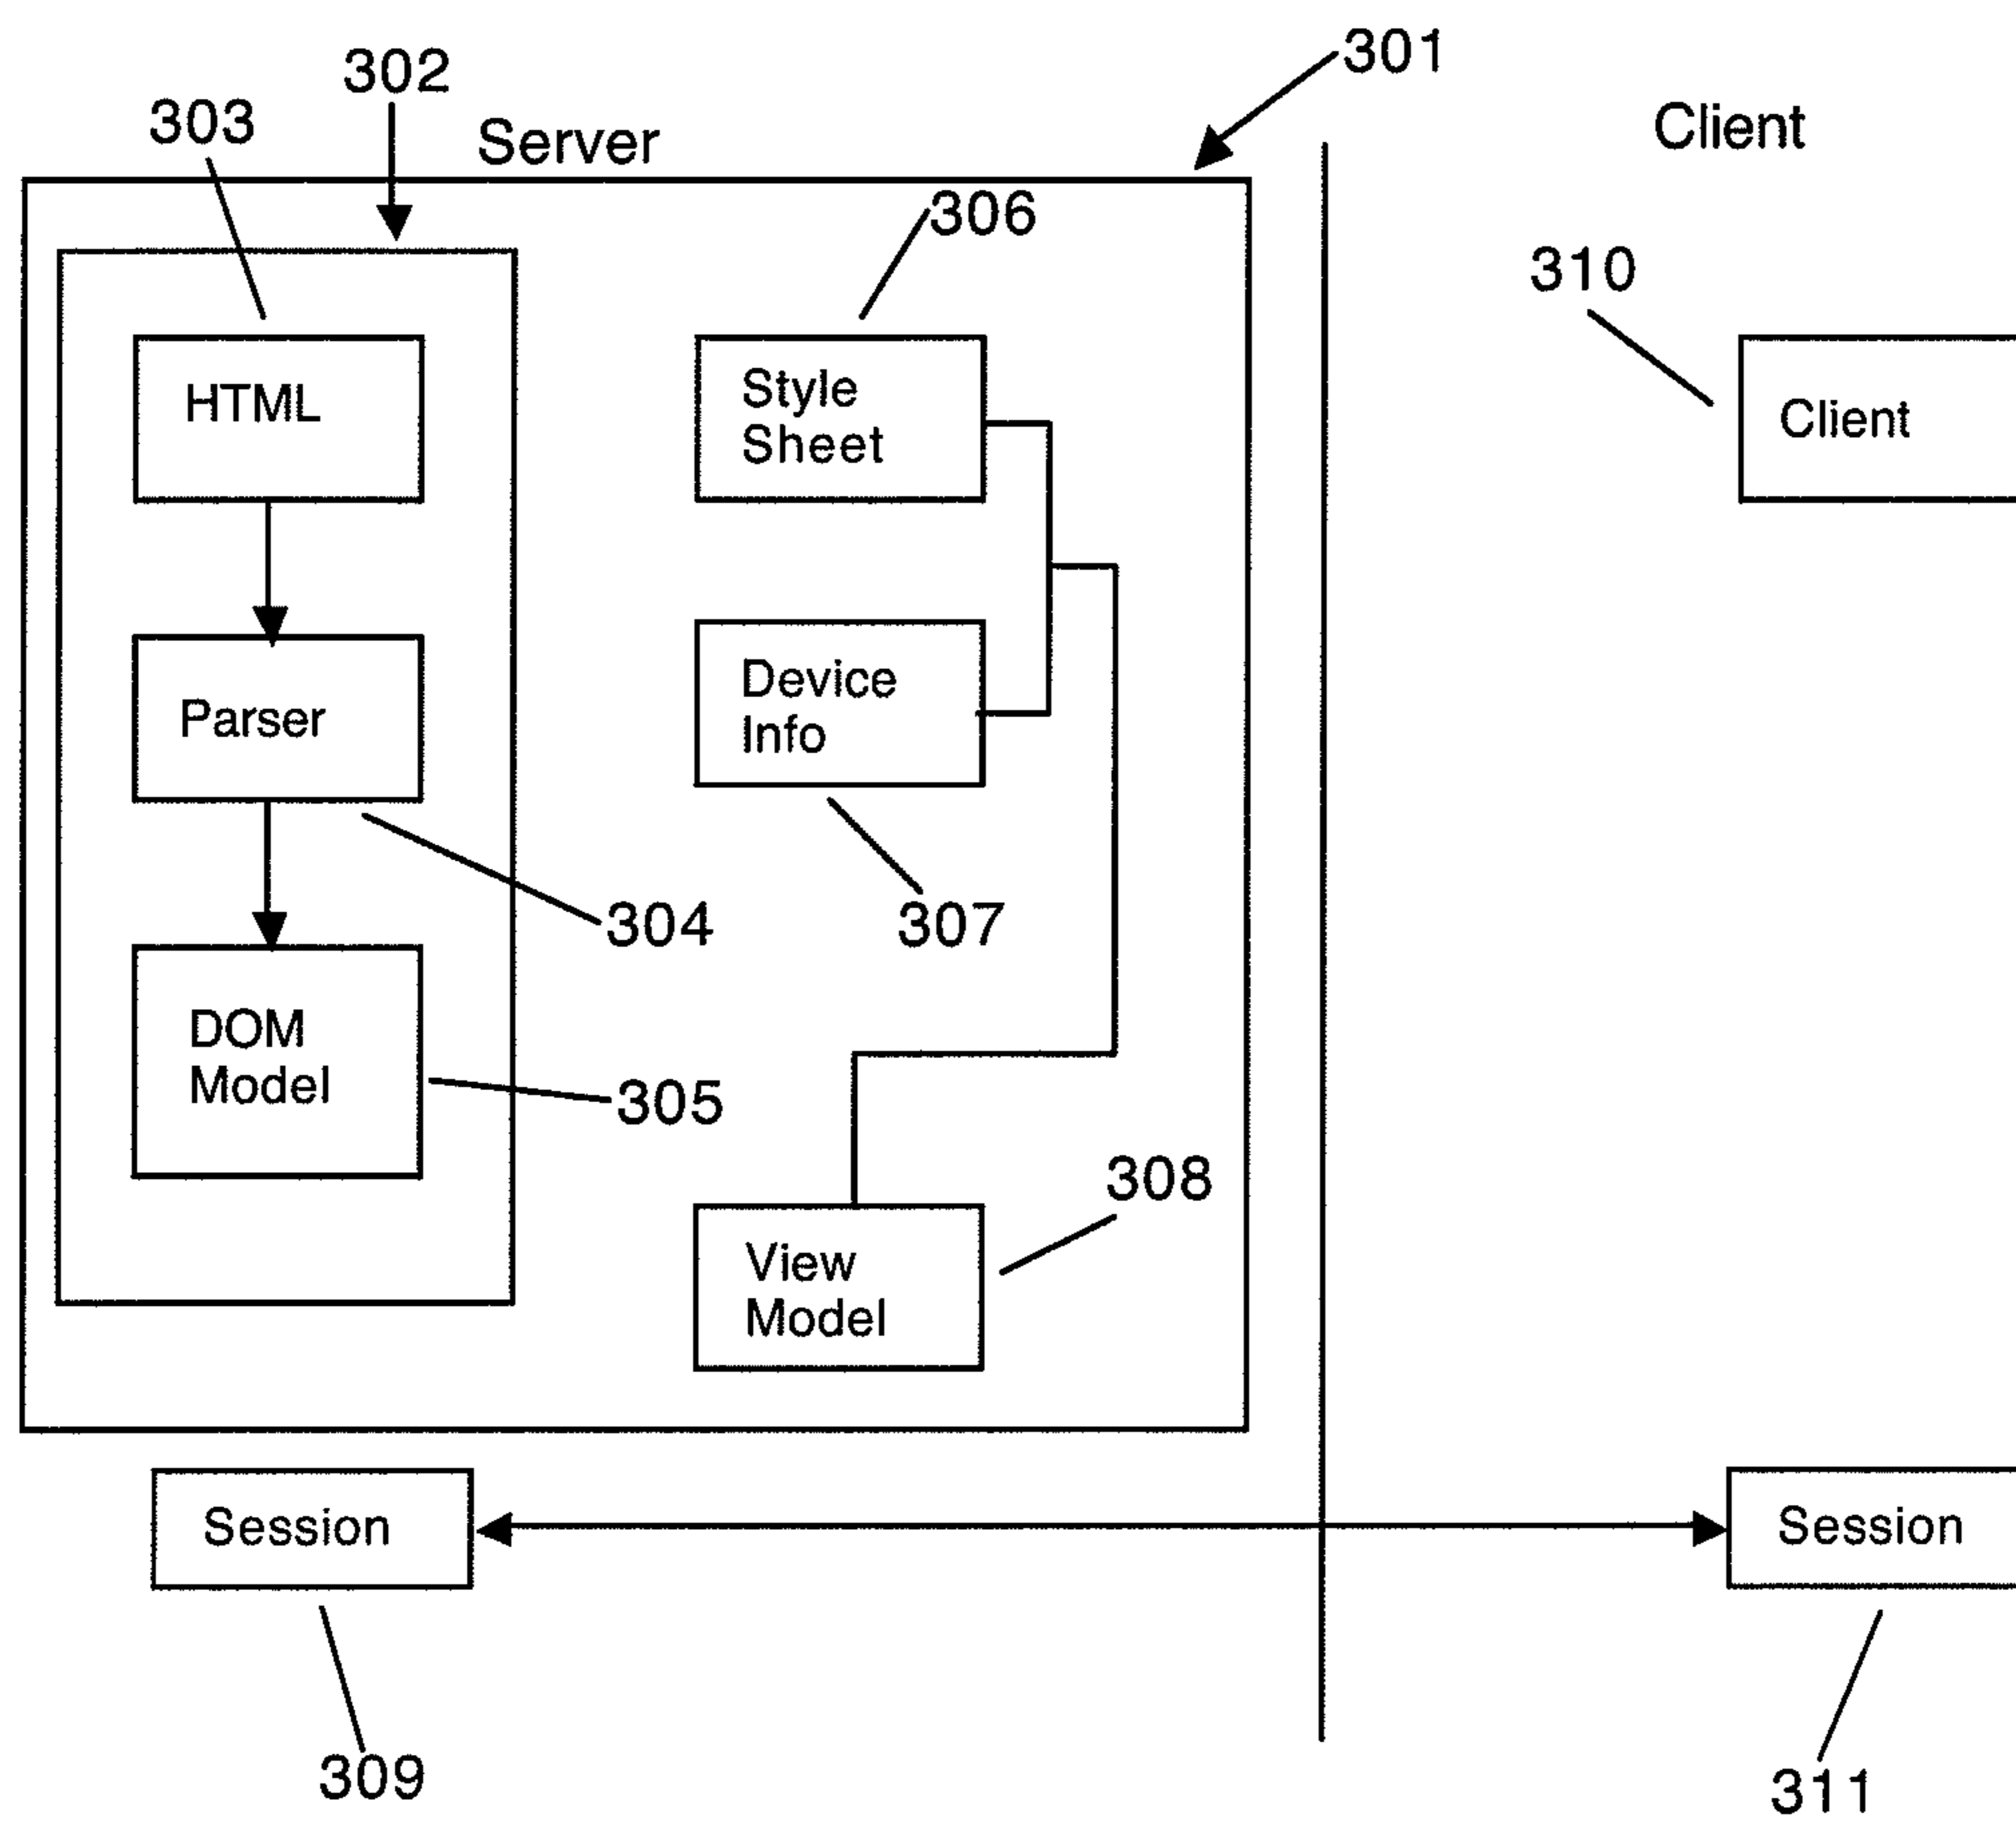 301
302
Client
303
Server
306
310
HTML
Style
Sheet
Client
Device
Info
Parser
304
307
DOM
Model
305
308
View
Model
Session
Session
309
311